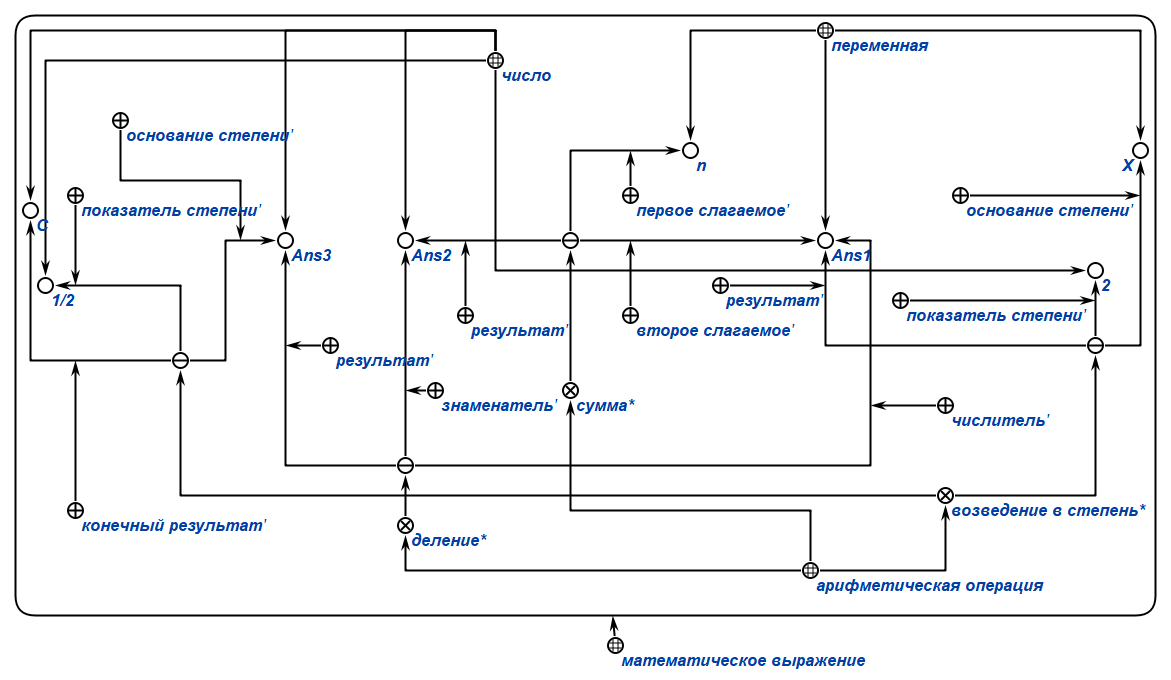 переменная
число
основание степени'
n
X
показатель степени'
первое слагаемое'
основание степени'
C
Ans3
Ans2
Ans1
1/2
2
результат'
показатель степени'
результат'
второе слагаемое'
результат'
знаменатель'
сумма*
числитель'
конечный результат'
возведение в степень*
деление*
арифметическая операция
математическое выражение